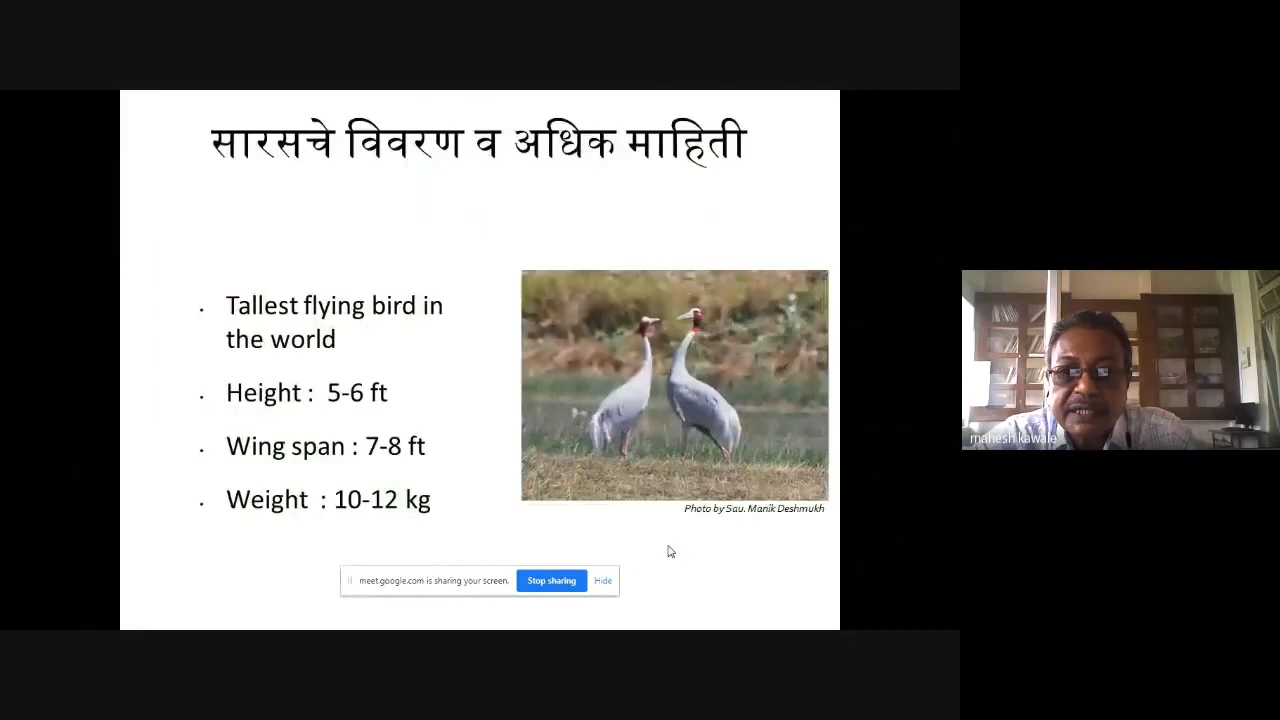 सारसचे विवरण व अधिक माहिती
. Tallest flying bird in
the world
. Height : 5-6 ft
. Wing span : 7-8 ft
. Weight : 10-12 kg
Photo by Sau. Manik Deshmukh
meet.google.com is sharing your screen. Stop sharing Hide
mahesh kawale